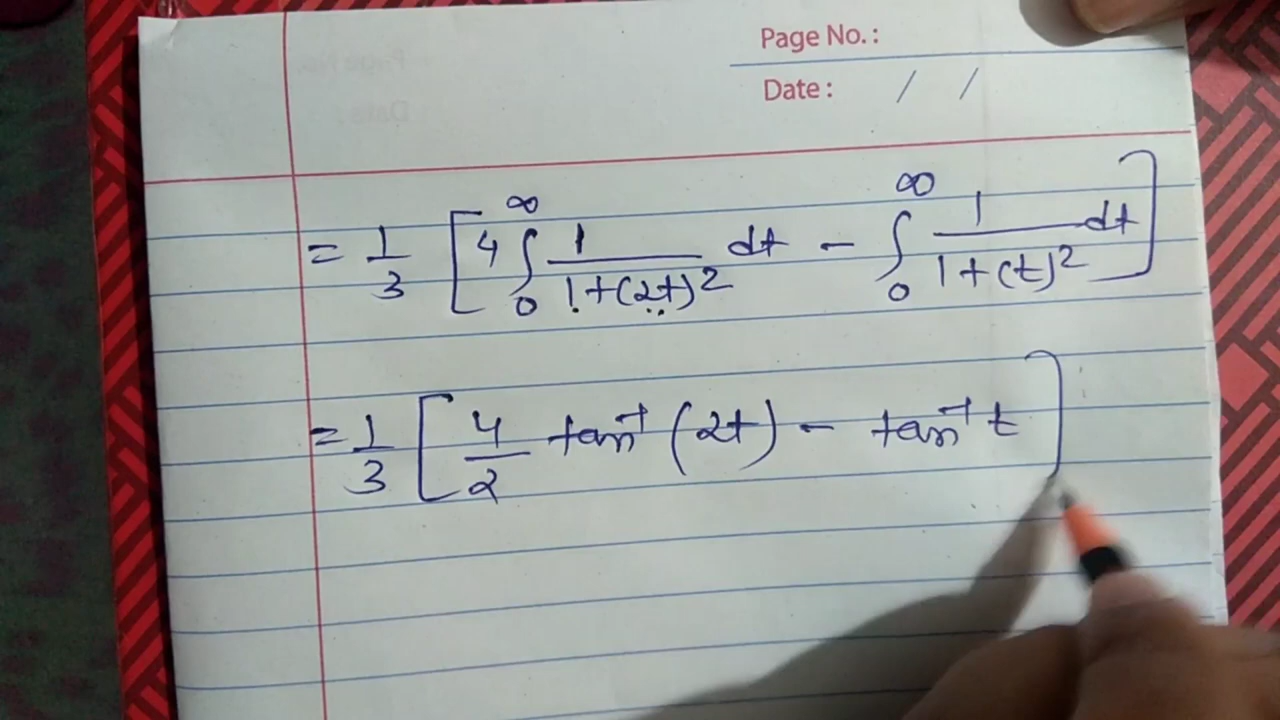 Page No.:
Date: / /
= 1/3 [4 ∫₀^∞ 1/(1+(2t)²) dt - ∫₀^∞ 1/(1+(t)²) dt]
= 1/3 [4/2 tan⁻¹(2t) - tan⁻¹ t]